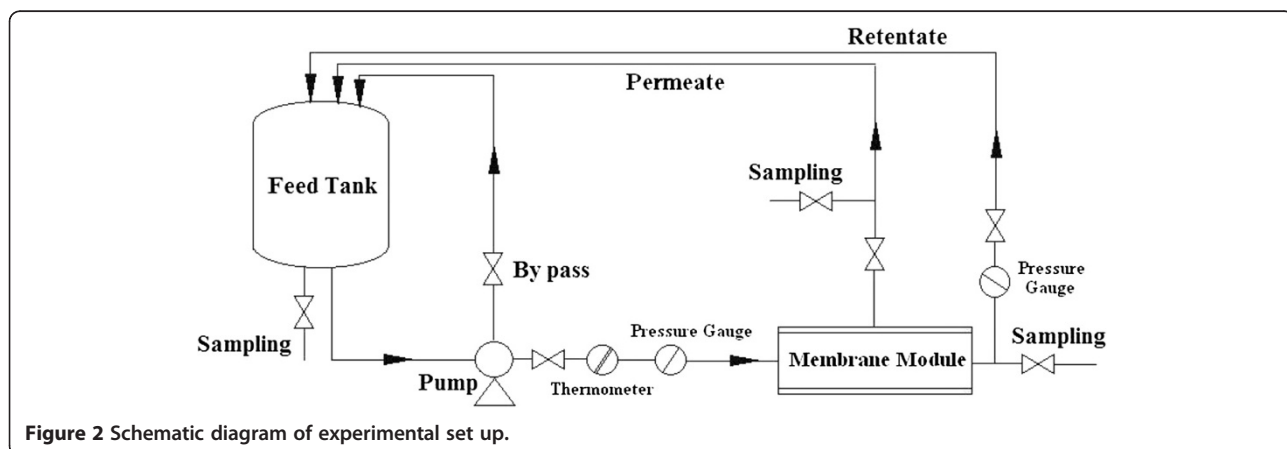 Retentate
Permeate
Sampling
Feed Tank
By pass
Pressure
Gauge
Sampling
Pressure Gauge
Sampling
Membrane Module
Pump
Thermometer
Figure 2 Schematic diagram of experimental set up.